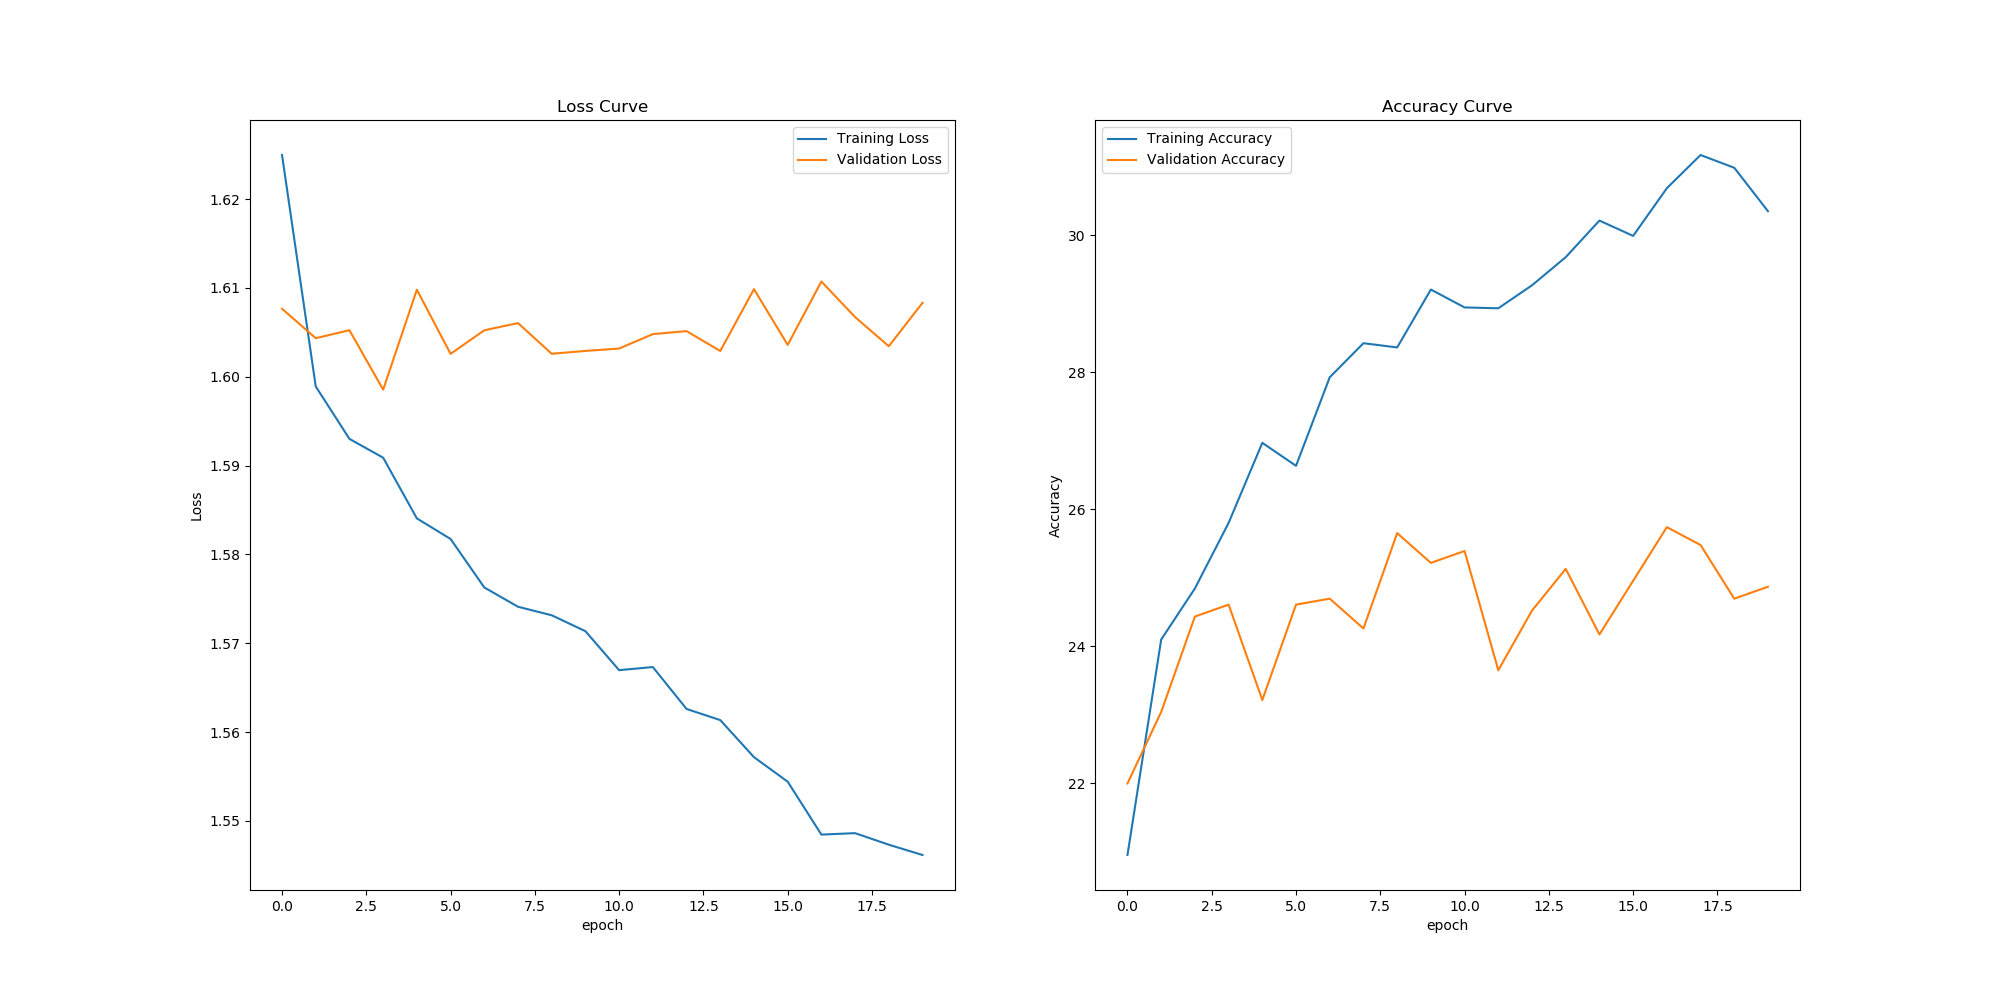 Loss Curve
Training Loss
Validation Loss
1.62
1.61
1.60
1.59
1.58
1.57
1.56
1.55
Loss
0.0 2.5 5.0 7.5 10.0 12.5 15.0 17.5
epoch
Accuracy Curve
Training Accuracy
Validation Accuracy
30
28
26
24
22
Accuracy
0.0 2.5 5.0 7.5 10.0 12.5 15.0 17.5
epoch